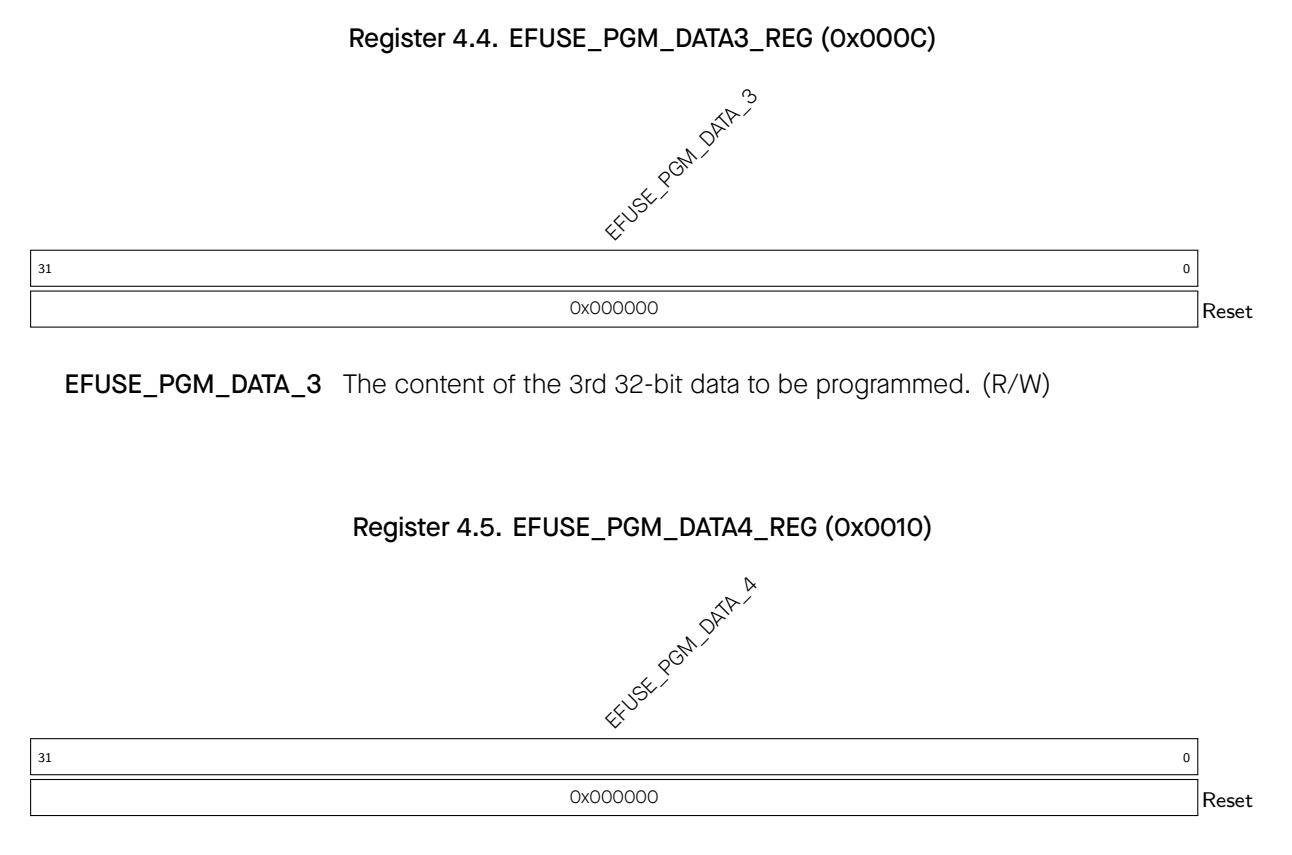 Register 4.4. EFUSE_PGM_DATA3_REG (0x000C)
EFUSE_PGM_DATA_3
31 0
0x000000 Reset
EFUSE_PGM_DATA_3 The content of the 3rd 32-bit data to be programmed. (R/W)
Register 4.5. EFUSE_PGM_DATA4_REG (0x0010)
EFUSE_PGM_DATA_4
31 0
0x000000 Reset